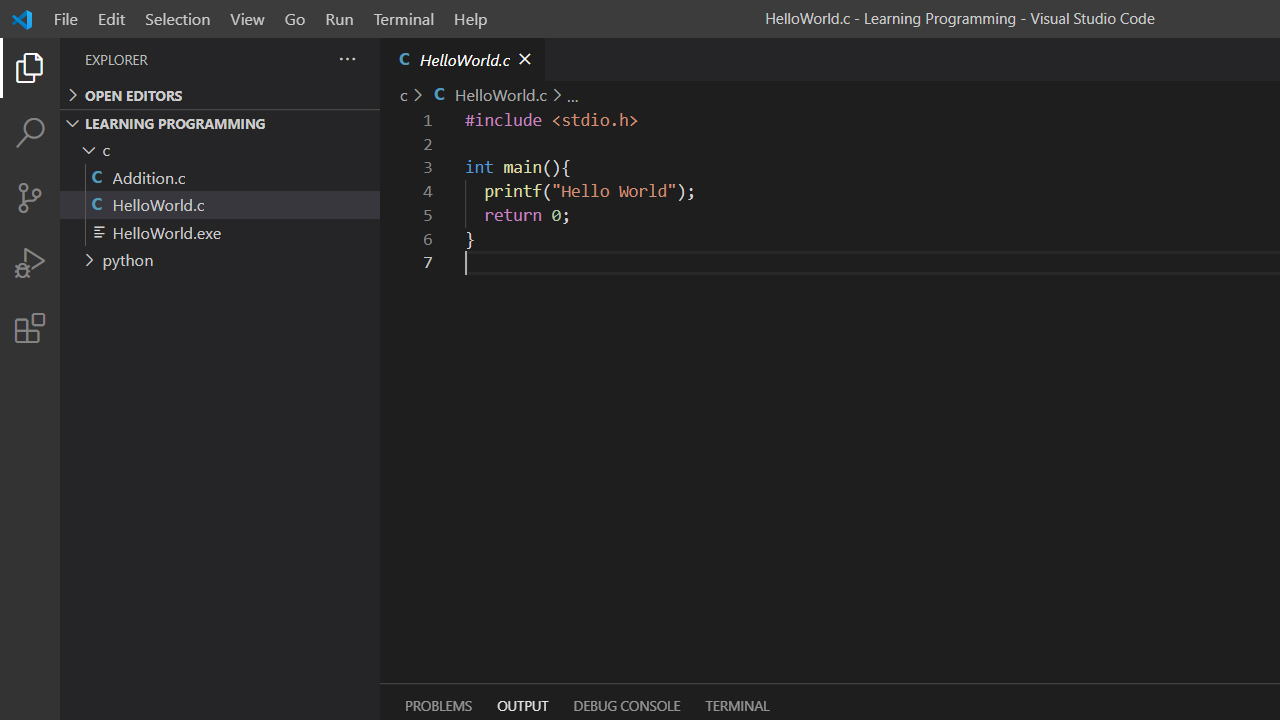 File Edit Selection View Go Run Terminal Help HelloWorld.c - Learning Programming - Visual Studio Code
EXPLORER ...
OPEN EDITORS
LEARNING PROGRAMMING
c
C Addition.c
C HelloWorld.c
HelloWorld.exe
python
C HelloWorld.c
c > C HelloWorld.c > ...
1 #include <stdio.h>
2
3 int main(){
4 printf("Hello World");
5 return 0;
6 }
7
PROBLEMS OUTPUT DEBUG CONSOLE TERMINAL